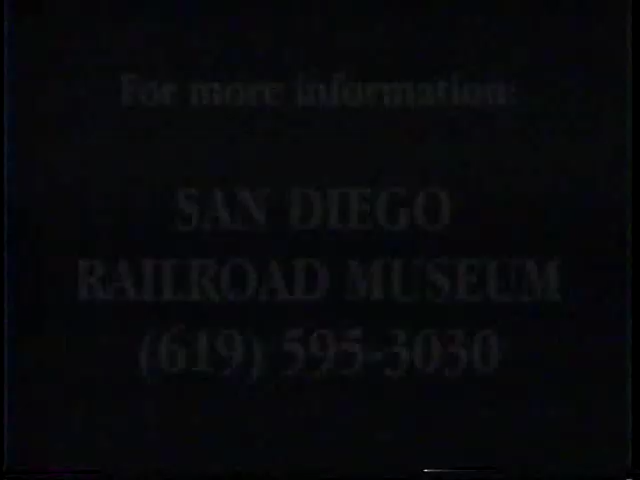 For more information:
SAN DIEGO
RAILROAD MUSEUM
(619) 595-3030